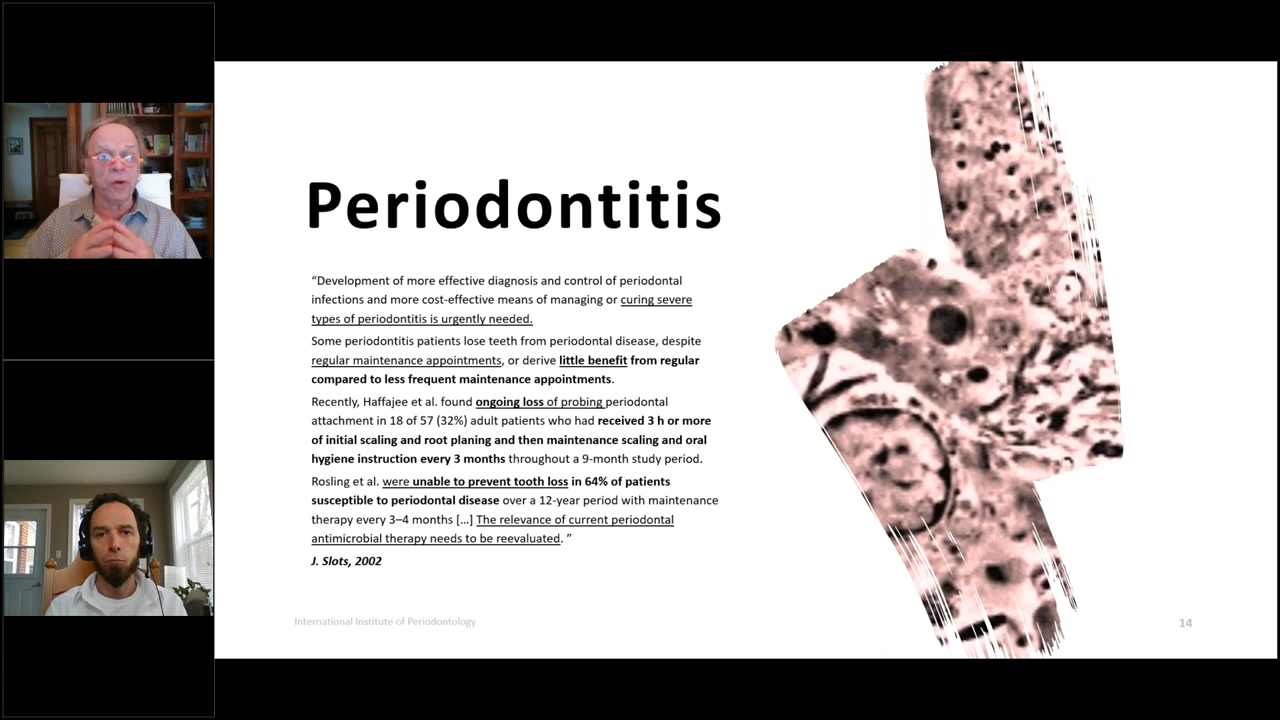 Periodontitis
“Development of more effective diagnosis and control of periodontal
infections and more cost-effective means of managing or curing severe
types of periodontitis is urgently needed.
Some periodontitis patients lose teeth from periodontal disease, despite
regular maintenance appointments, or derive little benefit from regular
compared to less frequent maintenance appointments.
Recently, Haffajee et al. found ongoing loss of probing periodontal
attachment in 18 of 57 (32%) adult patients who had received 3 h or more
of initial scaling and root planing and then maintenance scaling and oral
hygiene instruction every 3 months throughout a 9-month study period.
Rosling et al. were unable to prevent tooth loss in 64% of patients
susceptible to periodontal disease over a 12-year period with maintenance
therapy every 3–4 months […] The relevance of current periodontal
antimicrobial therapy needs to be reevaluated. ”
J. Slots, 2002
International Institute of Periodontology
14